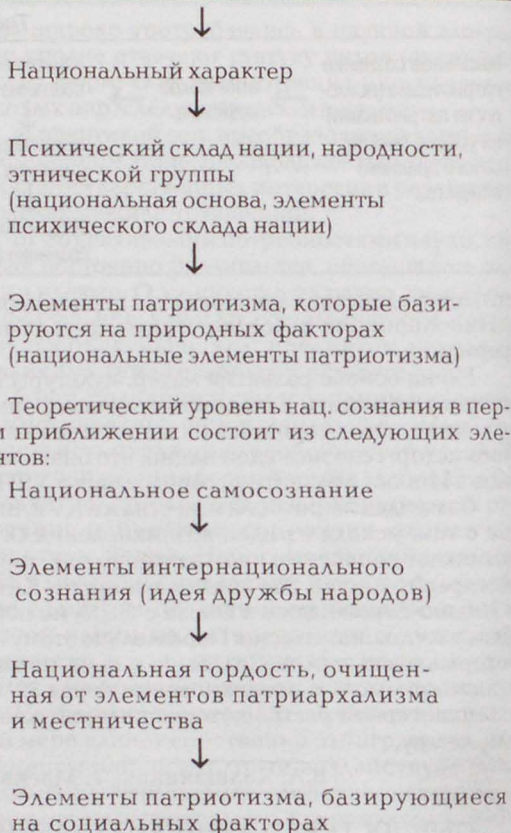 Национальный характер
Психический склад нации, народности,
этнической группы
(национальная основа, элементы
психического склада нации)
Элементы патриотизма, которые бази-
руются на природных факторах
(национальные элементы патриотизма)
Теоретический уровень нац. сознания в пер-
приближении состоит из следующих эле-
нтов:
Национальное самосознание
Элементы интернационального
сознания (идея дружбы народов)
Национальная гордость, очищен
ная от элементов патриархализма
и местничества
Элементы патриотизма, базирующиеся
на социальных факторах